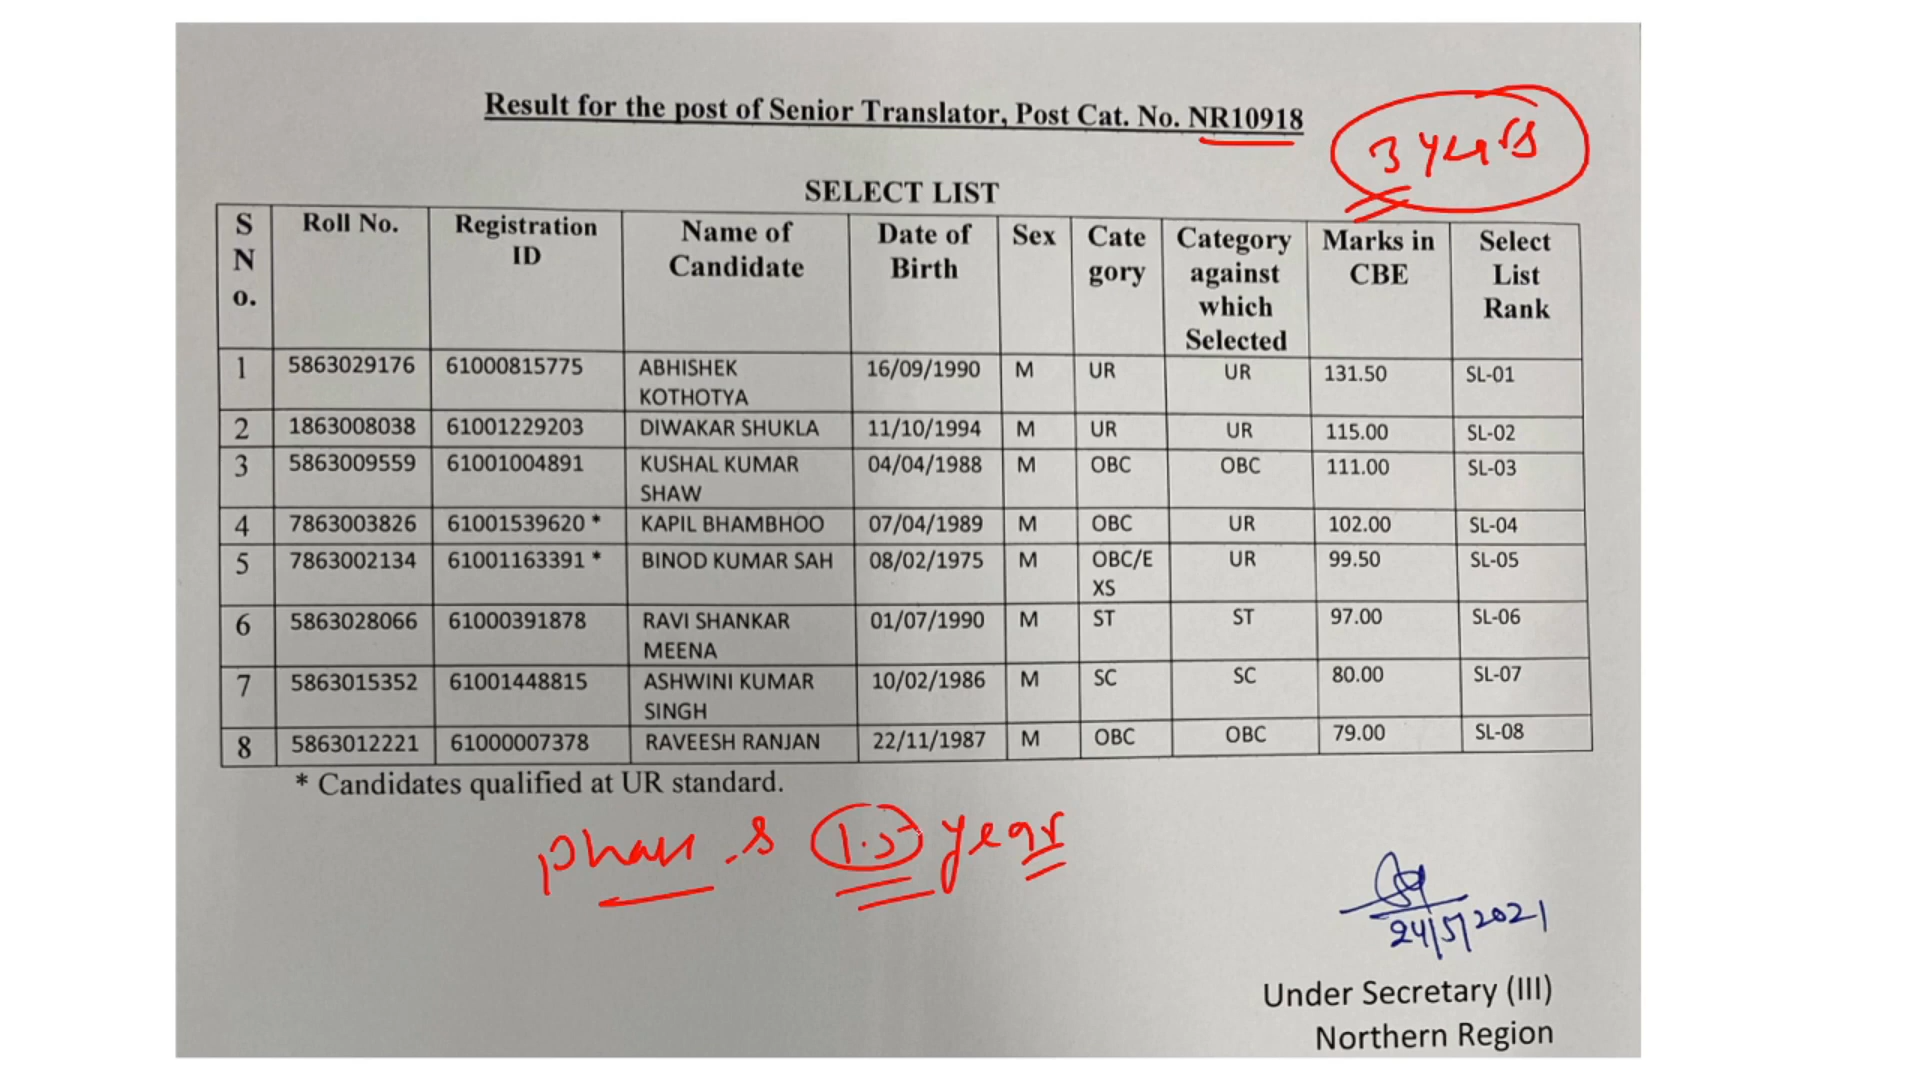 Result for the post of Senior Translator, Post Cat. No. NR10918
3 years
SELECT LIST
S No. Roll No. Registration ID Name of Candidate Date of Birth Sex Category Category against which Selected Marks in CBE Select List Rank
1 5863029176 61000815775 ABHISHEK KOTHOTYA 16/09/1990 M UR UR 131.50 SL-01
2 1863008038 61001229203 DIWAKAR SHUKLA 11/10/1994 M UR UR 115.00 SL-02
3 5863009559 61001004891 KUSHAL KUMAR SHAW 04/04/1988 M OBC OBC 111.00 SL-03
4 7863003826 61001539620 * KAPIL BHAMBHOO 07/04/1989 M OBC UR 102.00 SL-04
5 7863002134 61001163391 * BINOD KUMAR SAH 08/02/1975 M OBC/EXS UR 99.50 SL-05
6 5863028066 61000391878 RAVI SHANKAR MEENA 01/07/1990 M ST ST 97.00 SL-06
7 5863015352 61001448815 ASHWINI KUMAR SINGH 10/02/1986 M SC SC 80.00 SL-07
8 5863012221 61000007378 RAVEESH RANJAN 22/11/1987 M OBC OBC 79.00 SL-08
* Candidates qualified at UR standard.
1.5 year
24/5/2021
Under Secretary (III)
Northern Region